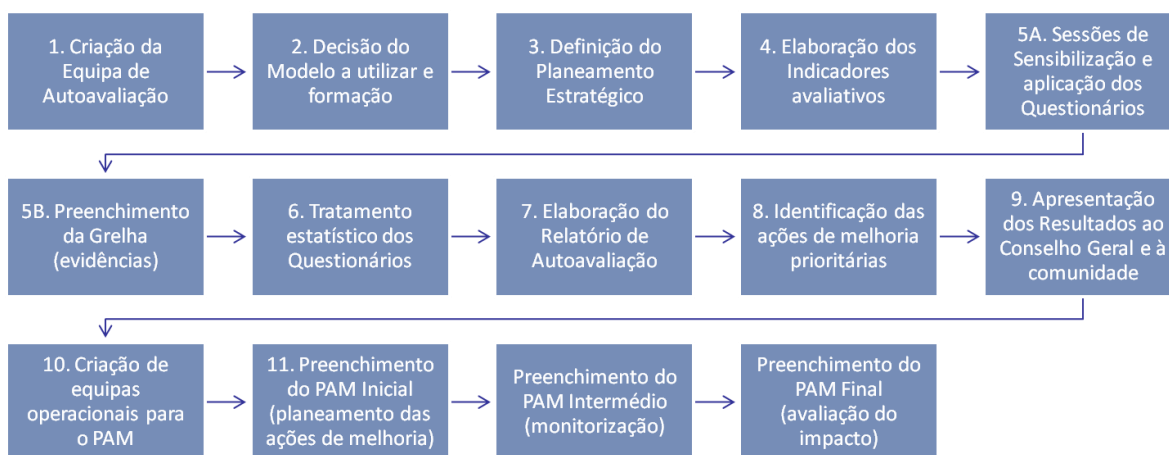 1. Criação da
Equipa de
Autoavaliação
2. Decisão do
Modelo a utilizar e
formação
3. Definição do
Planeamento
Estratégico
4. Elaboração dos
Indicadores
avaliativos
5A. Sessões de
Sensibilização e
aplicação dos
Questionários
5B. Preenchimento
da Grelha
(evidências)
6. Tratamento
estatístico dos
Questionários
7. Elaboração do
Relatório de
Autoavaliação
8. Identificação das
ações de melhoria
prioritárias
9. Apresentação
dos Resultados ao
Conselho Geral e à
comunidade
10. Criação de
equipas
operacionais para
o PAM
11. Preenchimento
do PAM Inicial
(planeamento das
ações de melhoria)
Preenchimento do
PAM Intermédio
(monitorização)
Preenchimento do
PAM Final
(avaliação do
impacto)